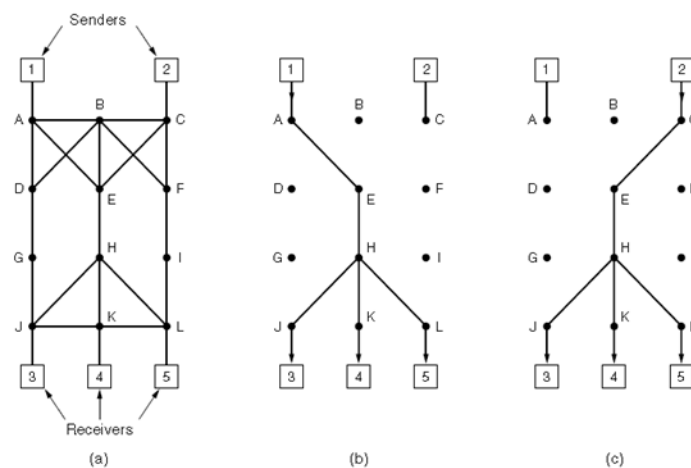 Senders
1 2 1 2 1 2
B B B
A C A C A
D F D F D
E E E
G H I G H I G H
J K L J K L J K
3 4 5 3 4 5 3 4 5
Receivers
(a) (b) (c)